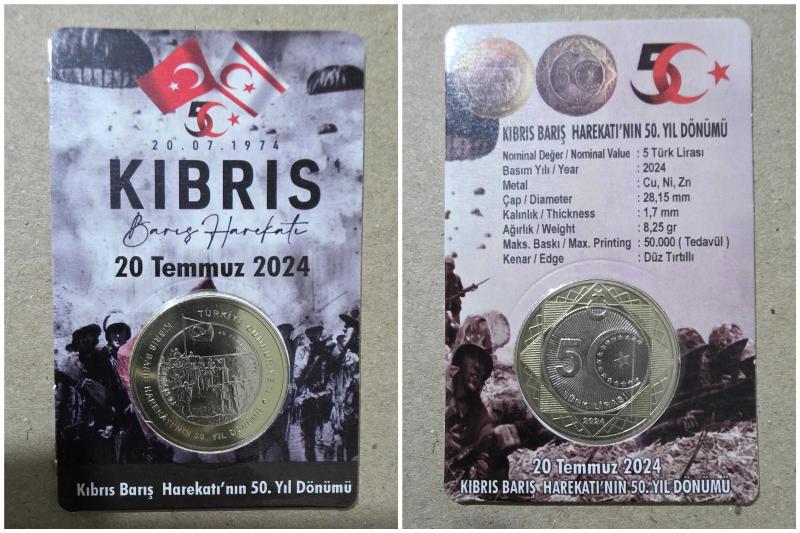 50
20.07.1974
KIBRIS
Barış Harekatı
20 Temmuz 2024
TÜRKİYE CUMHURİYETİ
KIBRIS BARIŞ HAREKATI'NIN 50. YIL DÖNÜMÜ
Kıbrıs Barış Harekatı'nın 50. Yıl Dönümü
50
5
KIBRIS BARIŞ HAREKATI'NIN 50. YIL DÖNÜMÜ
Nominal Değer / Nominal Value : 5 Türk Lirası
Basım Yılı / Year : 2024
Metal : Cu, Ni, Zn
Çap / Diameter : 28,15 mm
Kalınlık / Thickness : 1,7 mm
Ağırlık / Weight : 8,25 gr
Maks. Baskı / Max. Printing : 50.000 ( Tedavül )
Kenar / Edge : Düz Tırtıllı
5
TÜRK LİRASI
2024
20 Temmuz 2024
KIBRIS BARIŞ HAREKATI'NIN 50. YIL DÖNÜMÜ